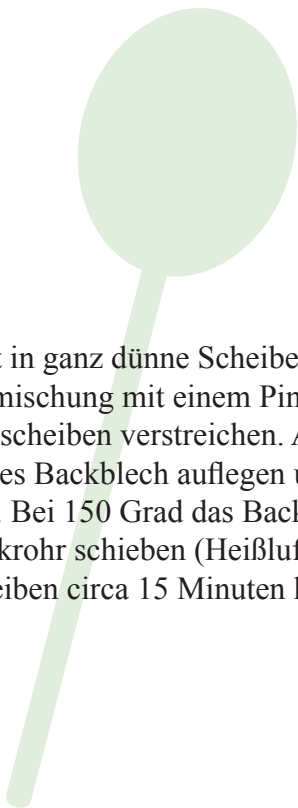 in ganz dünne Scheibe
mischung mit einem Pin
scheiben verstreichen. A
es Backblech auflegen u
Bei 150 Grad das Back
krohr schieben (Heißluf
eiben circa 15 Minuten